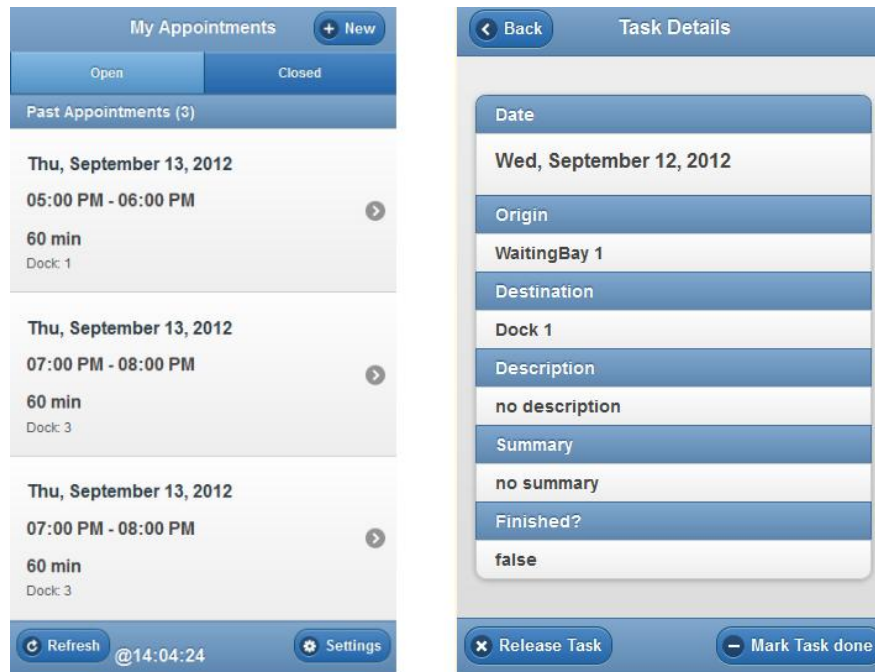 My Appointments
New
Open
Closed
Past Appointments (3)
Thu, September 13, 2012
05:00 PM - 06:00 PM
60 min
Dock: 1
Thu, September 13, 2012
07:00 PM - 08:00 PM
60 min
Dock: 3
Thu, September 13, 2012
07:00 PM - 08:00 PM
60 min
Dock: 3
Refresh
@14:04:24
Settings
Back
Task Details
Date
Wed, September 12, 2012
Origin
WaitingBay 1
Destination
Dock 1
Description
no description
Summary
no summary
Finished?
false
Release Task
Mark Task done